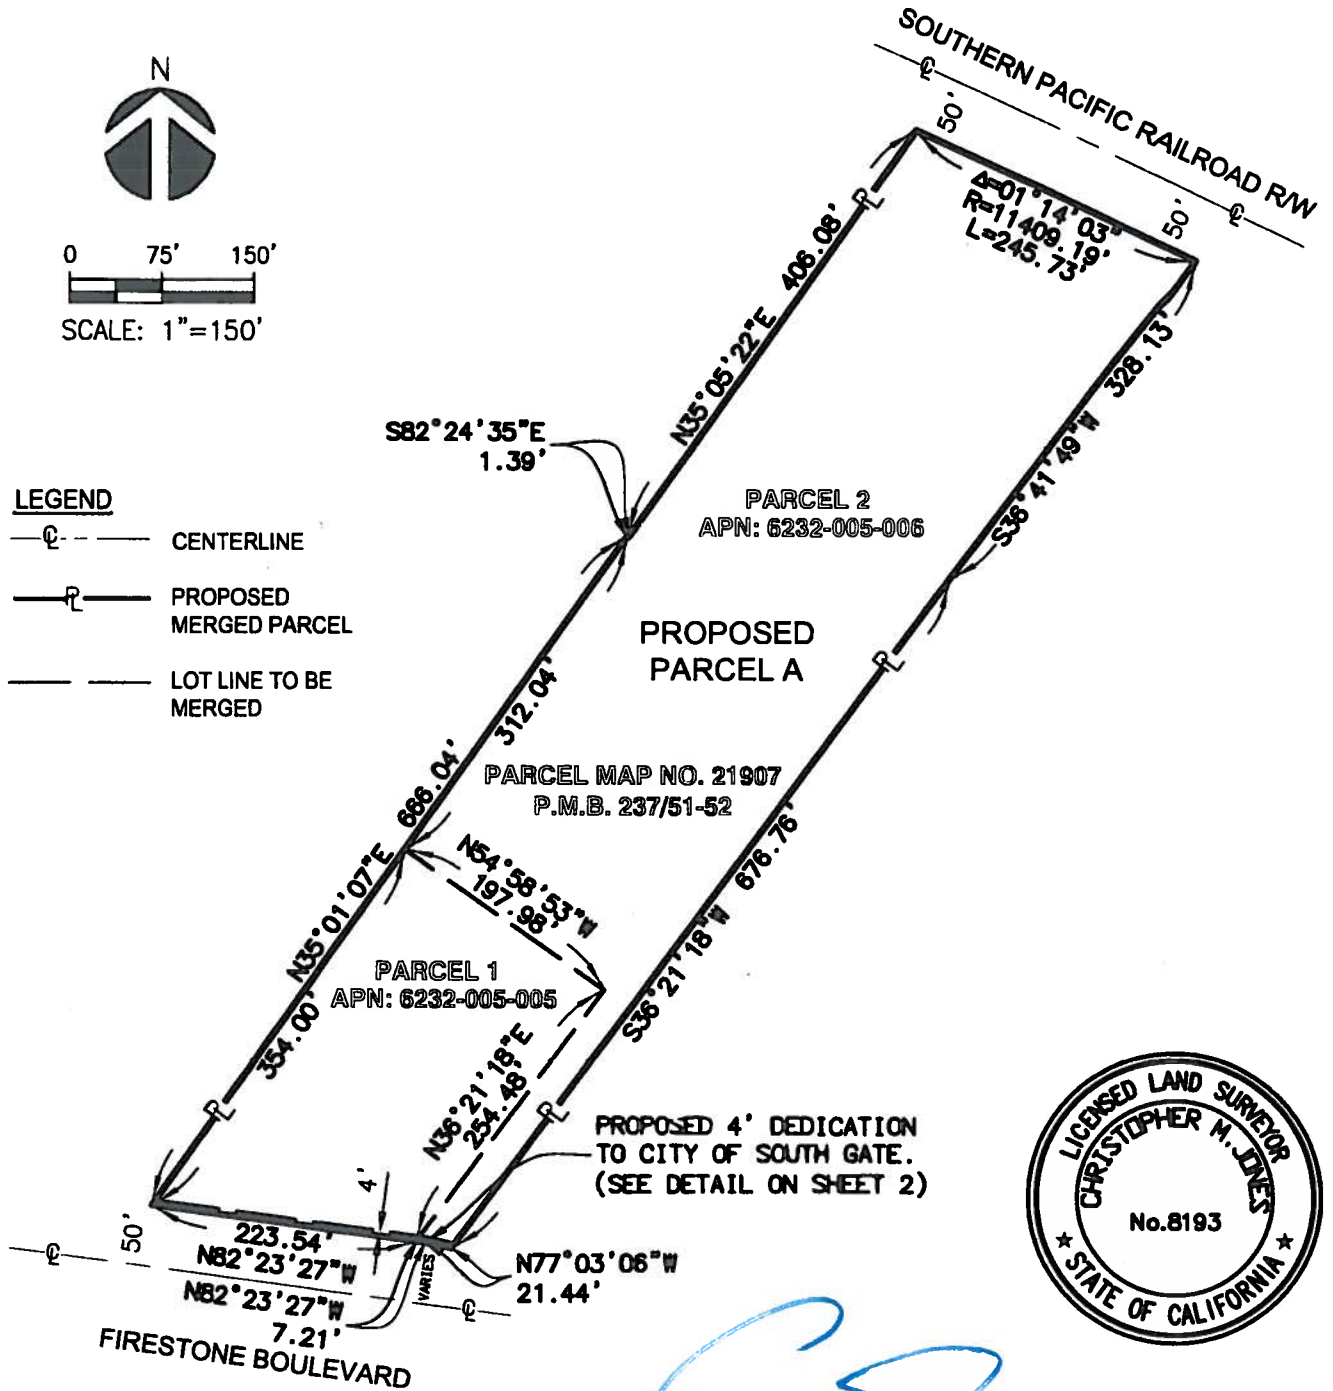 SOUTHERN PACIFIC RAILROAD R/W
℄
℄
50'
50'
N
0 75' 150'
SCALE: 1"=150'
Δ=01°14'03"
R=11409.19'
L=245.73'
PL
N35°05'22"E 406.08'
S36°41'49"W 328.13'
S82°24'35"E
1.39'
LEGEND
℄ CENTERLINE
PL PROPOSED
MERGED PARCEL
LOT LINE TO BE
MERGED
PARCEL 2
APN: 6232-005-006
PROPOSED
PARCEL A
PL
312.04'
N35°01'07"E 666.04'
PARCEL MAP NO. 21907
P.M.B. 237/51-52
S36°21'18"W 676.76'
N54°58'53"W
197.98'
PARCEL 1
APN: 6232-005-005
354.00'
N36°21'18"E
254.48'
PL
PL
PROPOSED 4' DEDICATION
TO CITY OF SOUTH GATE.
(SEE DETAIL ON SHEET 2)
4'
50'
223.54'
N82°23'27"W
N82°23'27"W
7.21'
VARIES
N77°03'06"W
21.44'
℄
℄
FIRESTONE BOULEVARD
LICENSED LAND SURVEYOR
CHRISTOPHER M. JONES
No.8193
STATE OF CALIFORNIA